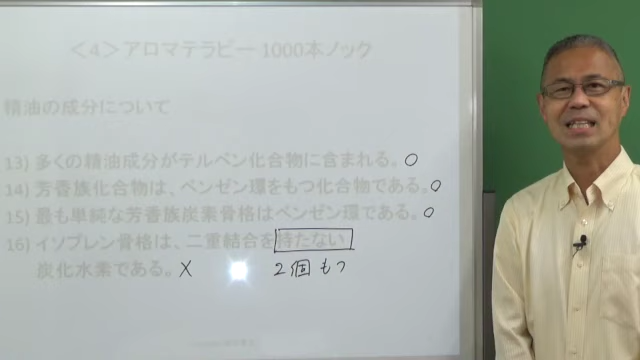 ＜4＞アロマテラピー 1000本ノック
精油の成分について
13) 多くの精油成分がテルペン化合物に含まれる。○
14) 芳香族化合物は、ベンゼン環をもつ化合物である。○
15) 最も単純な芳香族炭素骨格はベンゼン環である。○
16) イソプレン骨格は、二重結合を持たない
炭化水素である。× 2個もつ